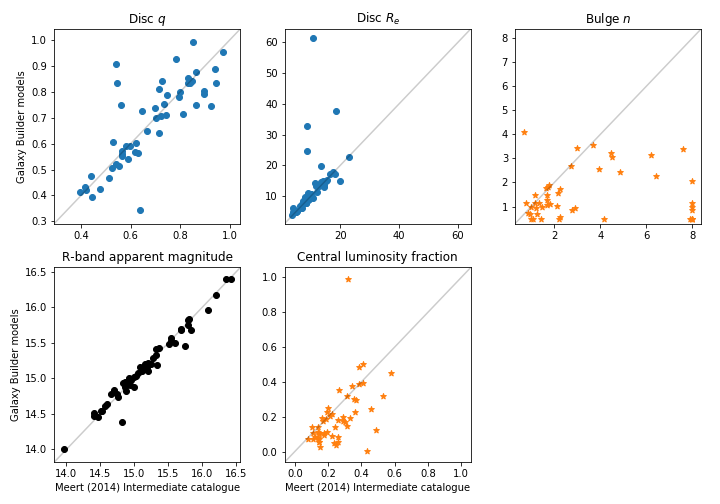 Disc q
Disc Re
Bulge n
Galaxy Builder models
1.0
0.9
0.8
0.7
0.6
0.5
0.4
0.3
0.4 0.6 0.8 1.0
60
50
40
30
20
10
20 40 60
8
7
6
5
4
3
2
1
2 4 6 8
R-band apparent magnitude
Central luminosity fraction
Galaxy Builder models
16.5
16.0
15.5
15.0
14.5
14.0
14.0 14.5 15.0 15.5 16.0 16.5
Meert (2014) Intermediate catalogue
1.0
0.8
0.6
0.4
0.2
0.0
0.0 0.2 0.4 0.6 0.8 1.0
Meert (2014) Intermediate catalogue